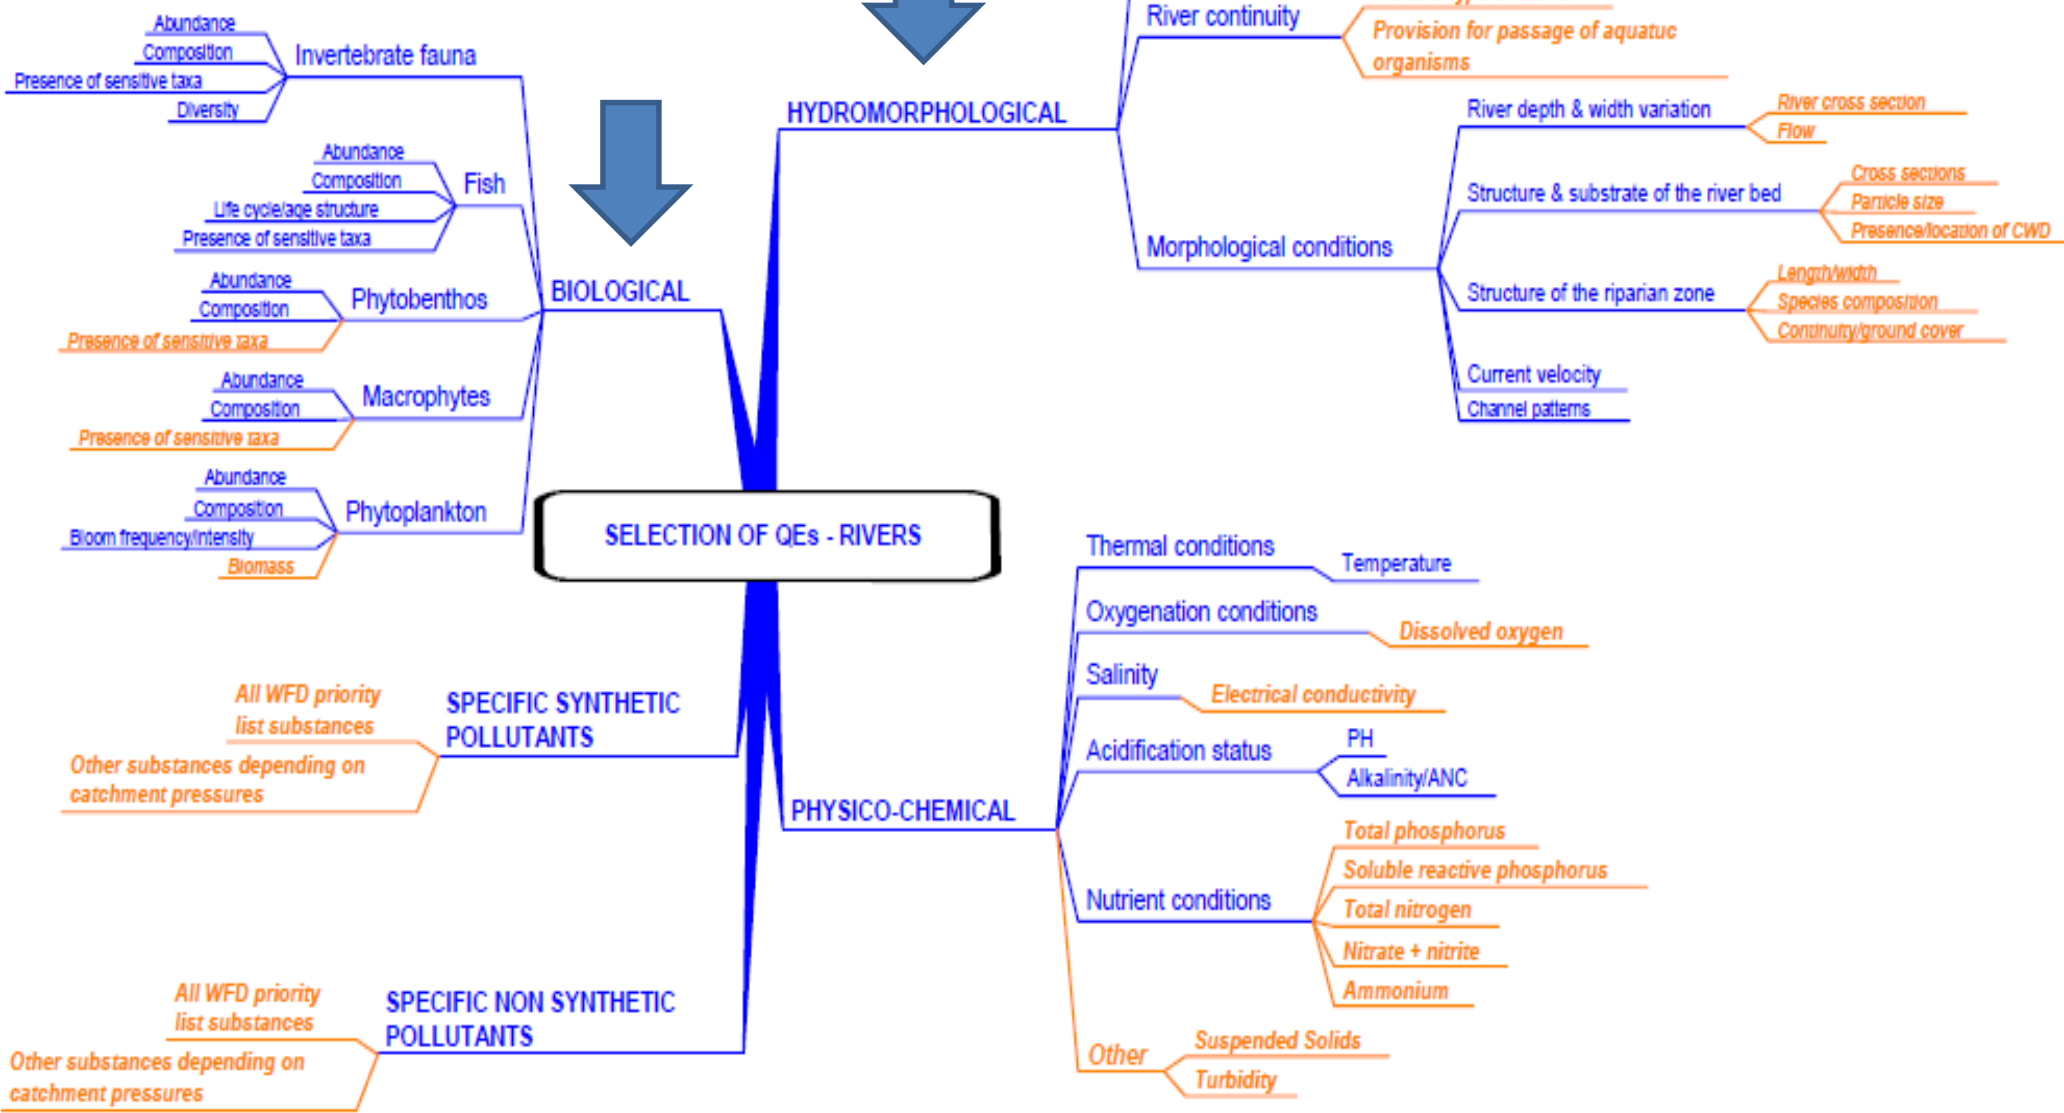 Abundance
Composition
Presence of sensitive taxa
Diversity
Invertebrate fauna
Abundance
Composition
Life cycle/age structure
Presence of sensitive taxa
Fish
Abundance
Composition
Presence of sensitive taxa
Phytobenthos
Abundance
Composition
Presence of sensitive taxa
Macrophytes
Abundance
Composition
Bloom frequency/intensity
Biomass
Phytoplankton
BIOLOGICAL
HYDROMORPHOLOGICAL
River continuity
Provision for passage of aquatuc
organisms
Morphological conditions
River depth & width variation
River cross section
Flow
Structure & substrate of the river bed
Cross sections
Particle size
Presence/location of CWD
Structure of the riparian zone
Length/width
Species composition
Continuity/ground cover
Current velocity
Channel patterns
SELECTION OF QEs - RIVERS
All WFD priority
list substances
Other substances depending on
catchment pressures
SPECIFIC SYNTHETIC
POLLUTANTS
All WFD priority
list substances
Other substances depending on
catchment pressures
SPECIFIC NON SYNTHETIC
POLLUTANTS
PHYSICO-CHEMICAL
Thermal conditions
Temperature
Oxygenation conditions
Dissolved oxygen
Salinity
Electrical conductivity
Acidification status
PH
Alkalinity/ANC
Nutrient conditions
Total phosphorus
Soluble reactive phosphorus
Total nitrogen
Nitrate + nitrite
Ammonium
Other
Suspended Solids
Turbidity